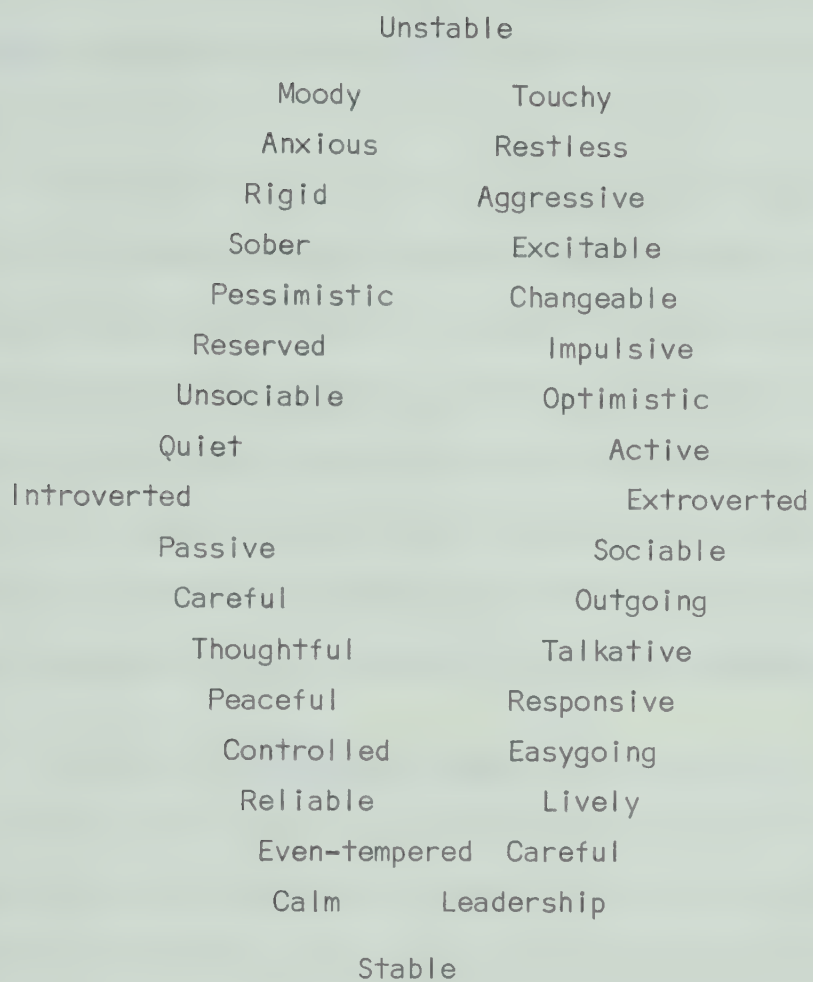 Unstable
Moody Touchy
Anxious Restless
Rigid Aggressive
Sober Excitable
Pessimistic Changeable
Reserved Impulsive
Unsociable Optimistic
Quiet Active
Introverted Extroverted
Passive Sociable
Careful Outgoing
Thoughtful Talkative
Peaceful Responsive
Controlled Easygoing
Reliable Lively
Even-tempered Careful
Calm Leadership
Stable